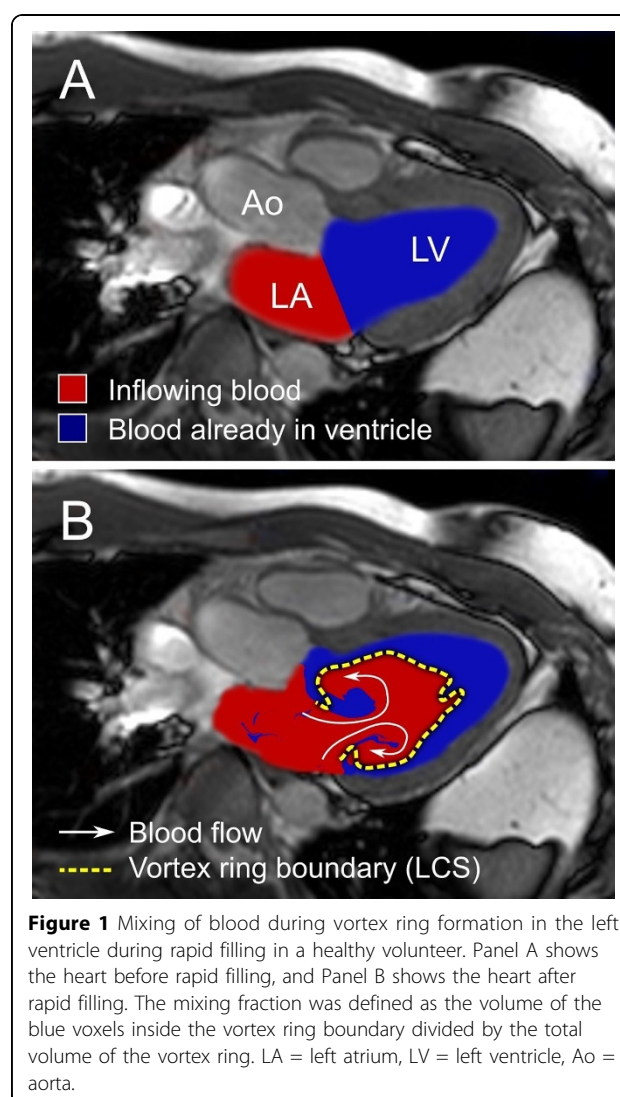 A
Ao
LV
LA
Inflowing blood
Blood already in ventricle
B
Blood flow
Vortex ring boundary (LCS)
Figure 1 Mixing of blood during vortex ring formation in the left
ventricle during rapid filling in a healthy volunteer. Panel A shows
the heart before rapid filling, and Panel B shows the heart after
rapid filling. The mixing fraction was defined as the volume of the
blue voxels inside the vortex ring boundary divided by the total
volume of the vortex ring. LA = left atrium, LV = left ventricle, Ao =
aorta.